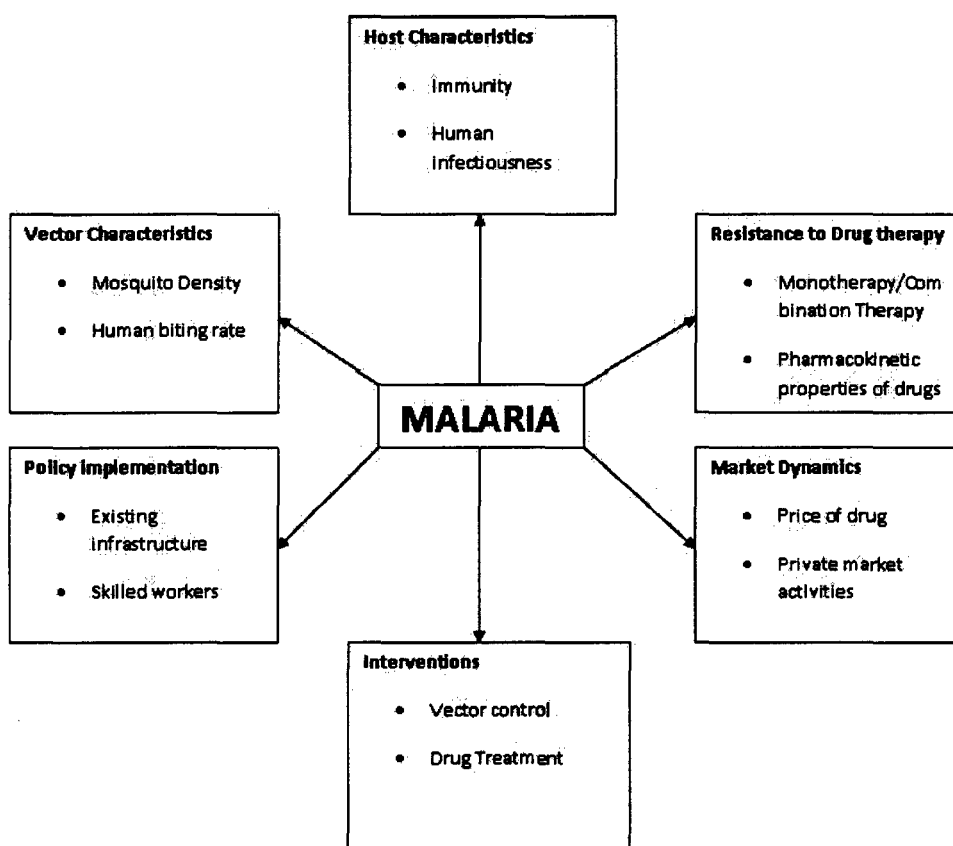 Host Characteristics
• Immunity
• Human
infectiousness
Vector Characteristics
• Mosquito Density
• Human biting rate
Resistance to Drug therapy
• Monotherapy/Com
bination Therapy
• Pharmacokinetic
properties of drugs
MALARIA
Policy Implementation
• Existing
infrastructure
• Skilled workers
Market Dynamics
• Price of drug
• Private market
activities
Interventions
• Vector control
• Drug Treatment